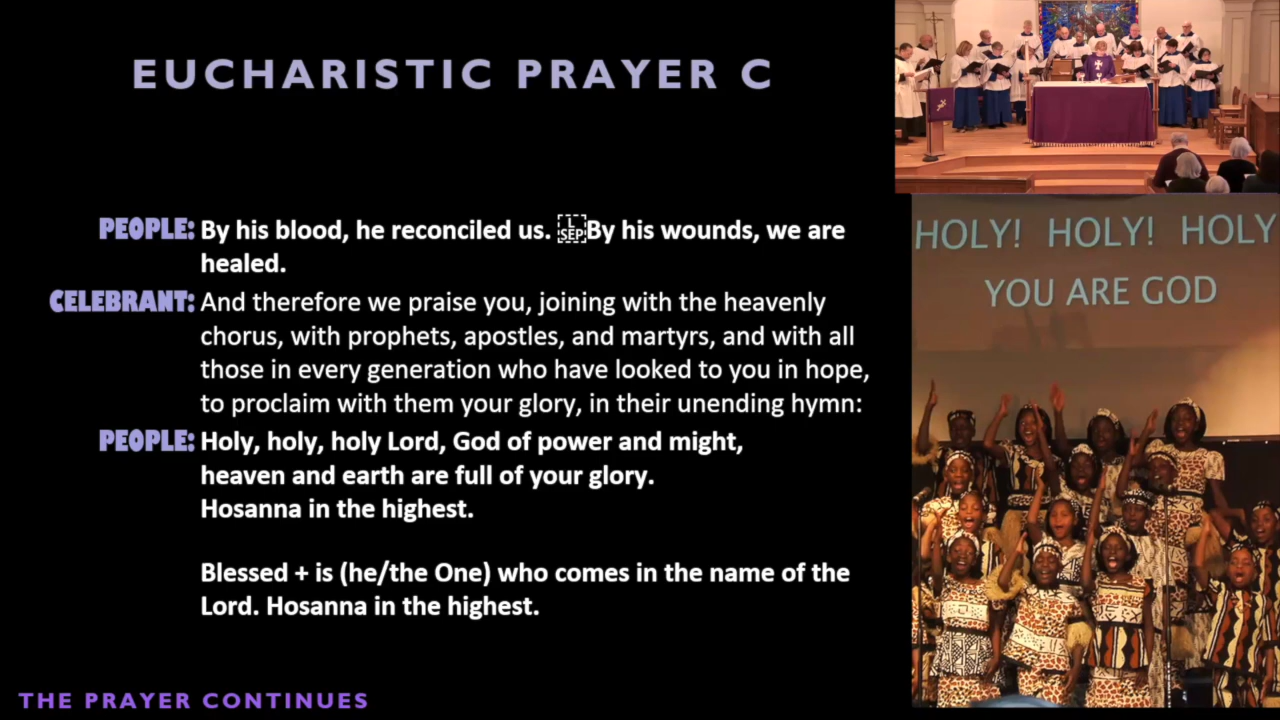 EUCHARISTIC PRAYER C
PEOPLE: By his blood, he reconciled us. By his wounds, we are
healed.
CELEBRANT: And therefore we praise you, joining with the heavenly
chorus, with prophets, apostles, and martyrs, and with all
those in every generation who have looked to you in hope,
to proclaim with them your glory, in their unending hymn:
PEOPLE: Holy, holy, holy Lord, God of power and might,
heaven and earth are full of your glory.
Hosanna in the highest.
Blessed + is (he/the One) who comes in the name of the
Lord. Hosanna in the highest.
THE PRAYER CONTINUES
HOLY! HOLY! HOLY
YOU ARE GOD